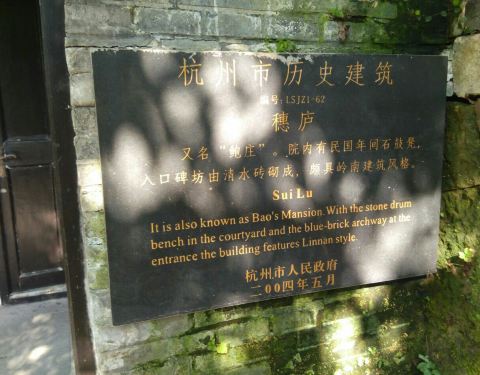 杭州市历史建筑
编号:LSJZ1-62
穗庐
又名“鲍庄”。院内有民国年间石鼓凳,
入口碑坊由清水砖砌成,颇具岭南建筑风格。
Sui Lu
It is also known as Bao's Mansion. With the stone drum
bench in the courtyard and the blue-brick archway at the
entrance the building features Linnan style.
杭州市人民政府
二00四年五月